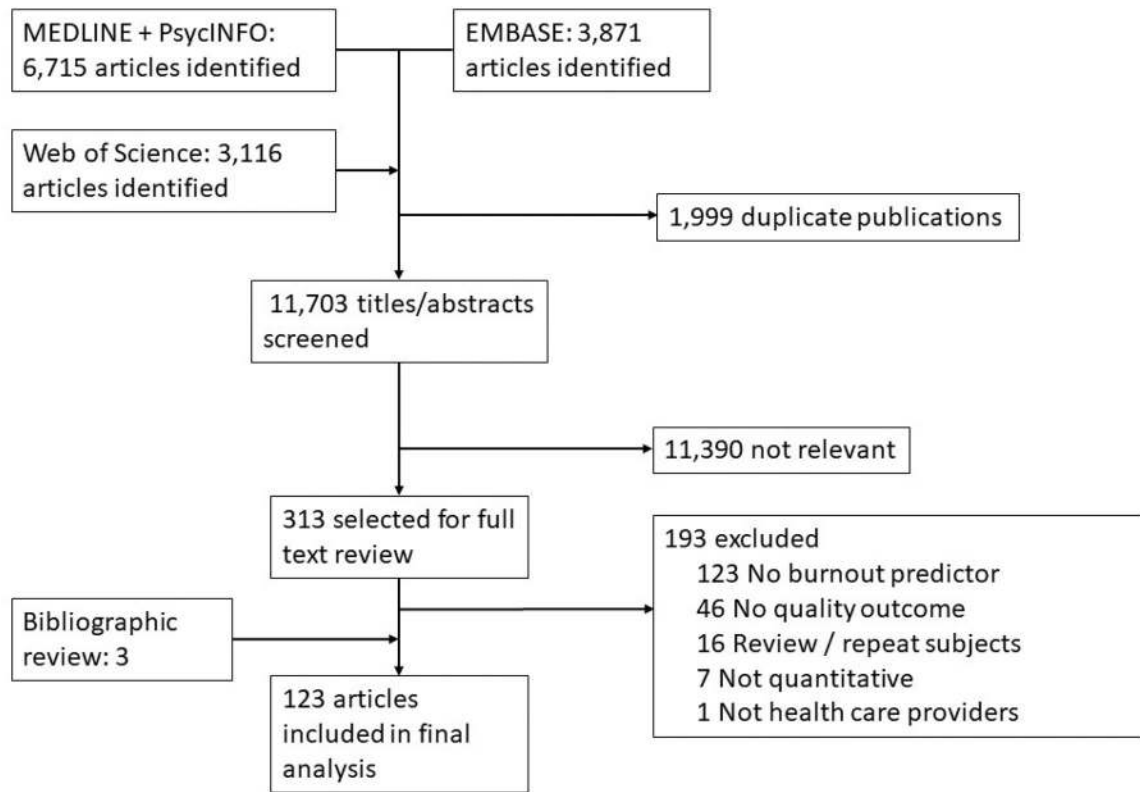 MEDLINE + PsycINFO:
6,715 articles identified
EMBASE: 3,871
articles identified
Web of Science: 3,116
articles identified
1,999 duplicate publications
11,703 titles/abstracts
screened
11,390 not relevant
313 selected for full
text review
193 excluded
123 No burnout predictor
46 No quality outcome
16 Review / repeat subjects
7 Not quantitative
1 Not health care providers
Bibliographic
review: 3
123 articles
included in final
analysis